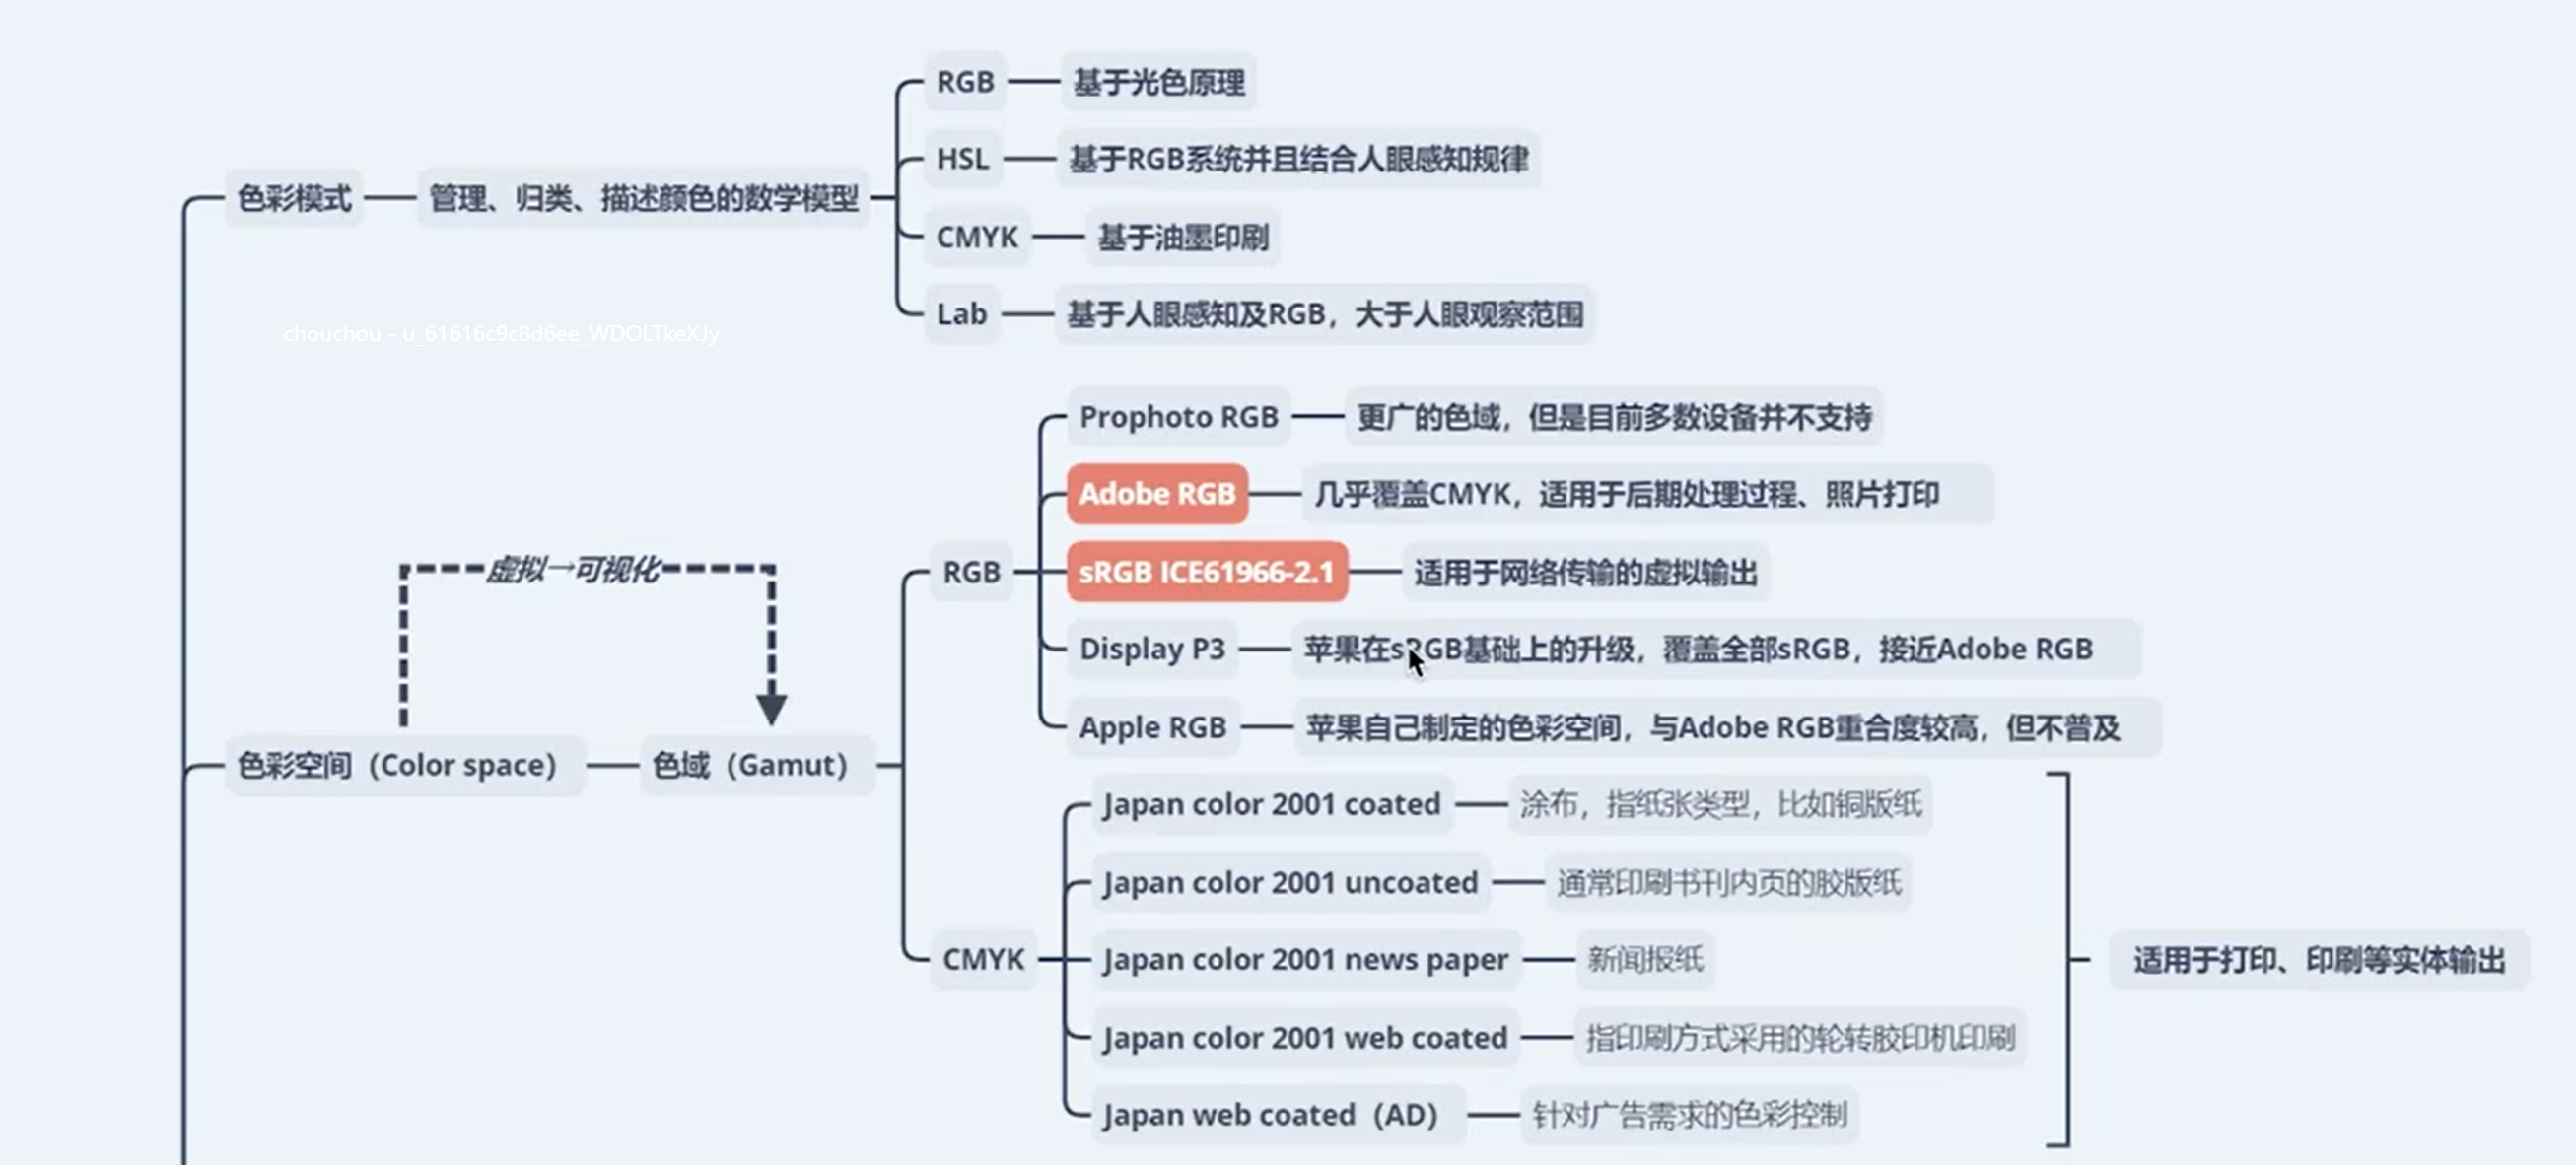 RGB
基于光色原理
HSL
基于RGB系统并且结合人眼感知规律
色彩模式
管理、归类、描述颜色的数学模型
CMYK
基于油墨印刷
Lab
基于人眼感知及RGB，大于人眼观察范围
chouchou - u_61616c9c8d6ee_WDOLTkeXJy
Prophoto RGB
更广的色域，但是目前多数设备并不支持
Adobe RGB
几乎覆盖CMYK，适用于后期处理过程、照片打印
虚拟→可视化
RGB
sRGB ICE61966-2.1
适用于网络传输的虚拟输出
Display P3
苹果在sRGB基础上的升级，覆盖全部sRGB，接近Adobe RGB
Apple RGB
苹果自己制定的色彩空间，与Adobe RGB重合度较高，但不普及
色彩空间（Color space）
色域（Gamut）
Japan color 2001 coated
涂布，指纸张类型，比如铜版纸
Japan color 2001 uncoated
通常印刷书刊内页的胶版纸
CMYK
Japan color 2001 news paper
新闻报纸
适用于打印、印刷等实体输出
Japan color 2001 web coated
指印刷方式采用的轮转胶印机印刷
Japan web coated（AD）
针对广告需求的色彩控制